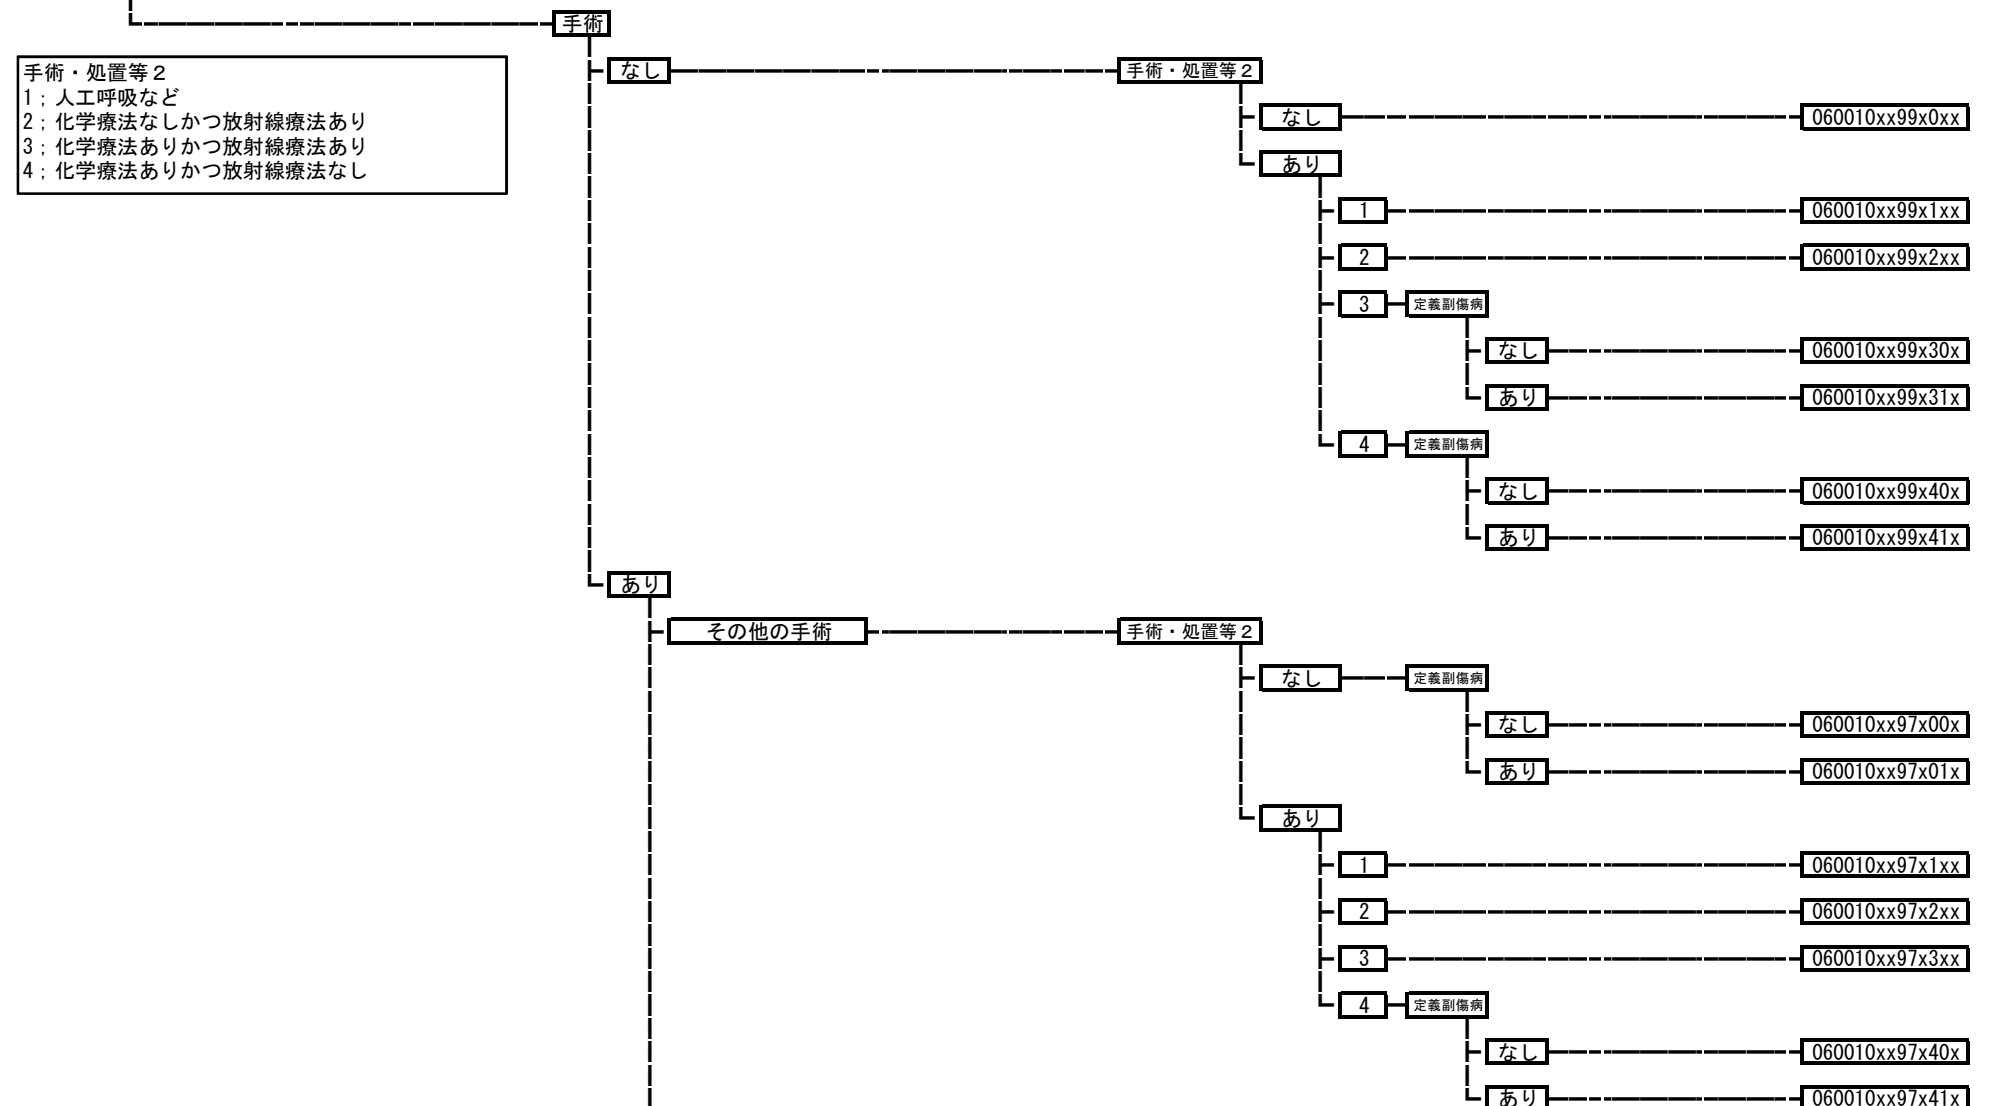 手術
手術・処置等2
1；人工呼吸など
2；化学療法なしかつ放射線療法あり
3；化学療法ありかつ放射線療法あり
4；化学療法ありかつ放射線療法なし
なし 手術・処置等2
なし 060010xx99x0xx
あり
1 060010xx99x1xx
2 060010xx99x2xx
3 定義副傷病
なし 060010xx99x30x
あり 060010xx99x31x
4 定義副傷病
なし 060010xx99x40x
あり 060010xx99x41x
あり
その他の手術 手術・処置等2
なし 定義副傷病
なし 060010xx97x00x
あり 060010xx97x01x
あり
1 060010xx97x1xx
2 060010xx97x2xx
3 060010xx97x3xx
4 定義副傷病
なし 060010xx97x40x
あり 060010xx97x41x